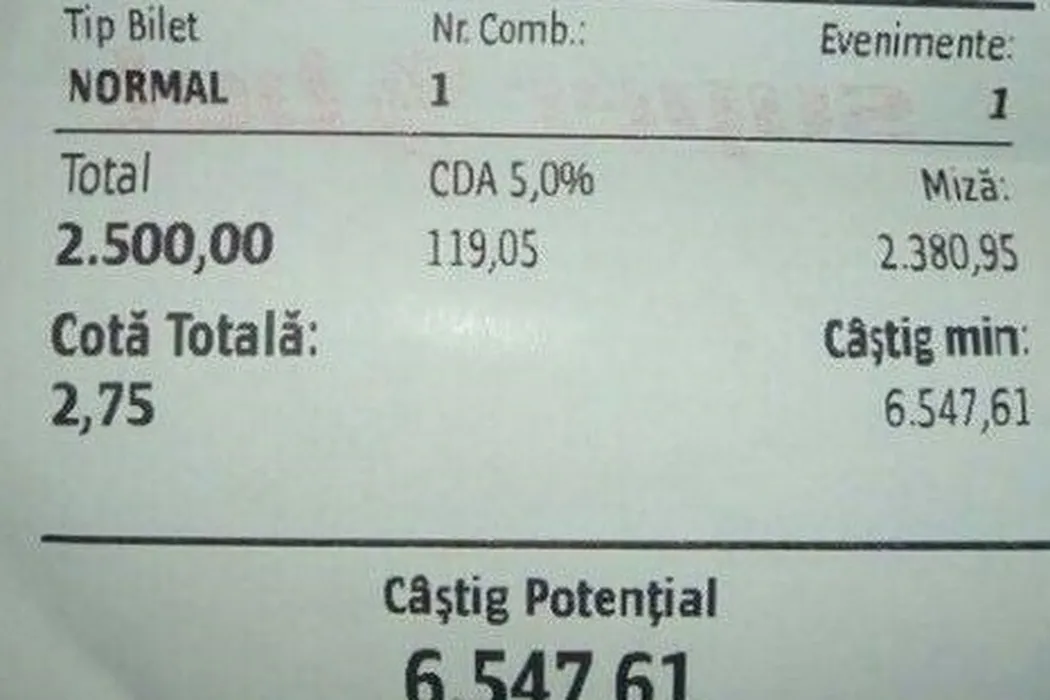 Tip Bilet Nr. Comb.: Evenimente:
NORMAL 1 1
Total CDA 5,0% Miză:
2.500,00 119,05 2.380,95
Cotă Totală: Câştig min:
2,75 6.547,61
Câştig Potenţial
6.547,61